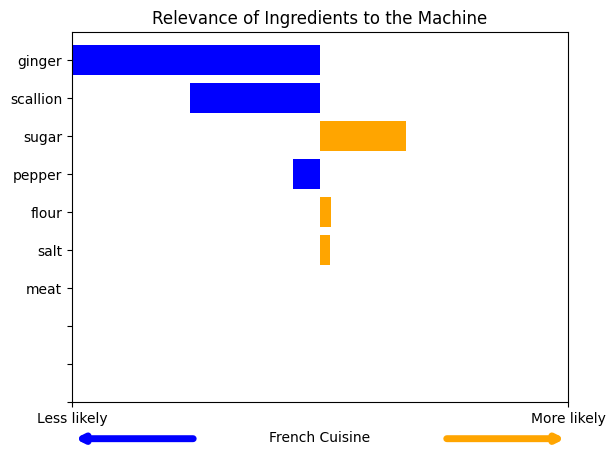 Relevance of Ingredients to the Machine
ginger
scallion
sugar
pepper
flour
salt
meat
Less likely
More likely
French Cuisine